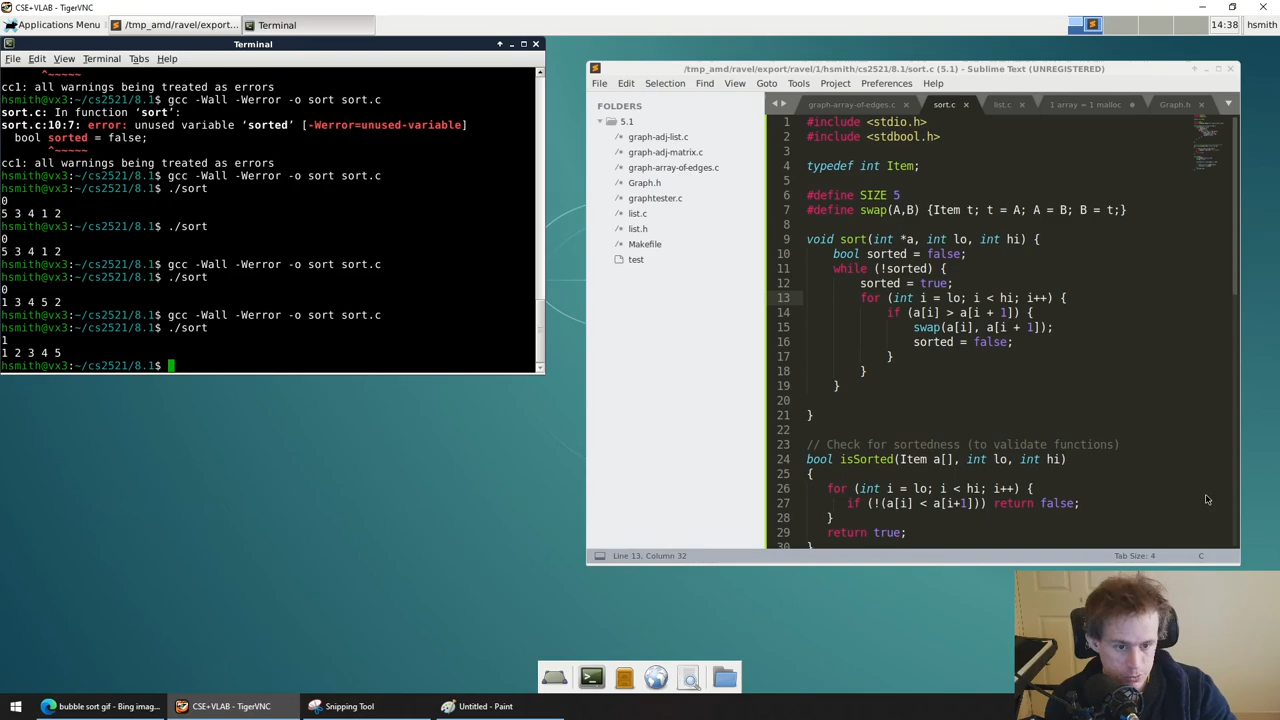 CSE+VLAB - TigerVNC
Applications Menu
/tmp_amd/ravel/export...
Terminal
14:38
hsmith
Terminal
File Edit View Terminal Tabs Help
^~~~~~
cc1: all warnings being treated as errors
hsmith@vx3:~/cs2521/8.1$ gcc -Wall -Werror -o sort sort.c
sort.c: In function ‘sort’:
sort.c:10:7: error: unused variable ‘sorted’ [-Werror=unused-variable]
bool sorted = false;
^~~~~~
cc1: all warnings being treated as errors
hsmith@vx3:~/cs2521/8.1$ gcc -Wall -Werror -o sort sort.c
hsmith@vx3:~/cs2521/8.1$ ./sort
0
5 3 4 1 2
hsmith@vx3:~/cs2521/8.1$ ./sort
0
5 3 4 1 2
hsmith@vx3:~/cs2521/8.1$ gcc -Wall -Werror -o sort sort.c
hsmith@vx3:~/cs2521/8.1$ ./sort
0
1 3 4 5 2
hsmith@vx3:~/cs2521/8.1$ gcc -Wall -Werror -o sort sort.c
hsmith@vx3:~/cs2521/8.1$ ./sort
1
1 2 3 4 5
hsmith@vx3:~/cs2521/8.1$
/tmp_amd/ravel/export/ravel/1/hsmith/cs2521/8.1/sort.c (5.1) - Sublime Text (UNREGISTERED)
File Edit Selection Find View Goto Tools Project Preferences Help
FOLDERS
5.1
/* graph-adj-list.c
/* graph-adj-matrix.c
/* graph-array-of-edges.c
/* Graph.h
/* graphtester.c
/* list.c
/* list.h
/* Makefile
test
graph-array-of-edges.c
sort.c
list.c
1 array = 1 malloc
Graph.h
1 #include <stdio.h>
2 #include <stdbool.h>
3
4 typedef int Item;
5
6 #define SIZE 5
7 #define swap(A,B) {Item t; t = A; A = B; B = t;}
8
9 void sort(int *a, int lo, int hi) {
10 bool sorted = false;
11 while (!sorted) {
12 sorted = true;
13 for (int i = lo; i < hi; i++) {
14 if (a[i] > a[i + 1]) {
15 swap(a[i], a[i + 1]);
16 sorted = false;
17 }
18 }
19 }
20
21 }
22
23 // Check for sortedness (to validate functions)
24 bool isSorted(Item a[], int lo, int hi)
25 {
26 for (int i = lo; i < hi; i++) {
27 if (!(a[i] < a[i+1])) return false;
28 }
29 return true;
30 }
Line 13, Column 32
Tab Size: 4
C
bubble sort gif - Bing imag...
CSE+VLAB - TigerVNC
Snipping Tool
Untitled - Paint